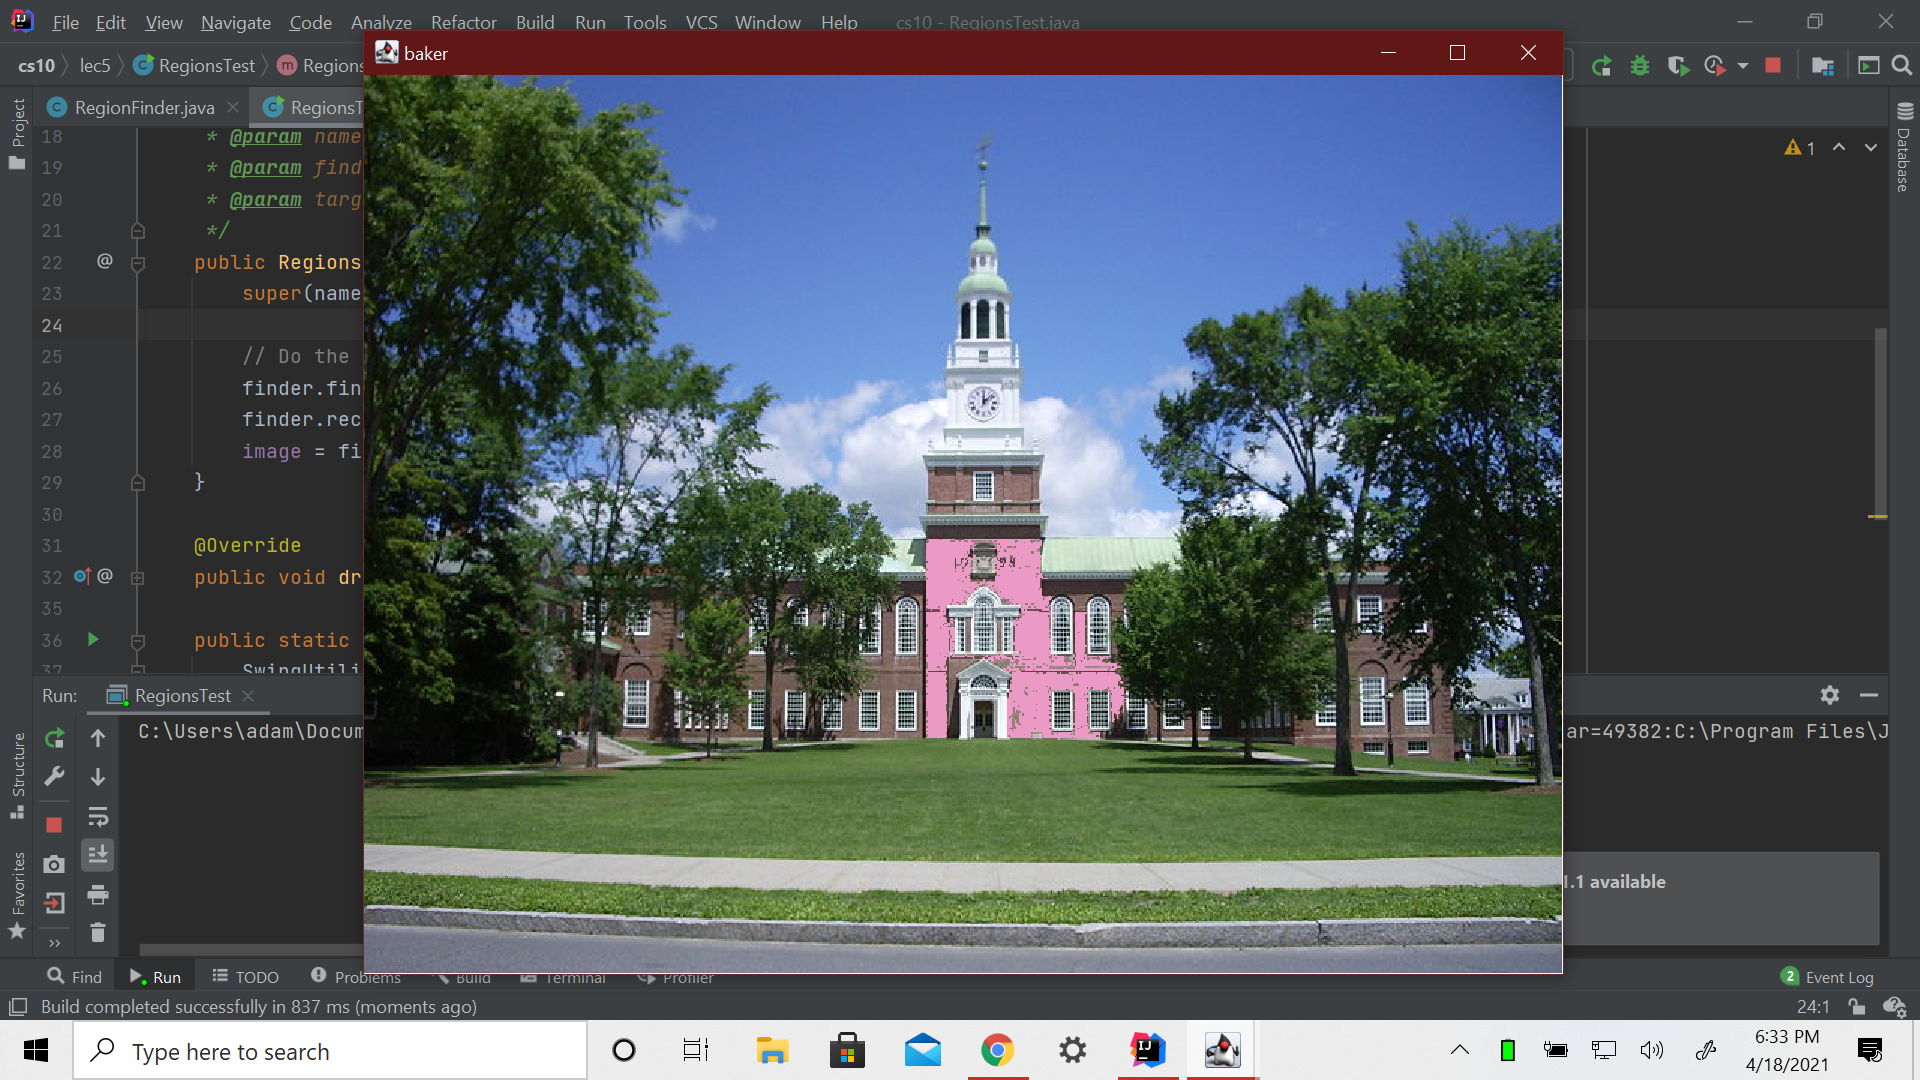 File Edit View Navigate Code Analyze Refactor Build Run Tools VCS Window Help cs10 - RegionsTest.java
baker
cs10 lec5 RegionsTest Regions
Project
RegionFinder.java RegionsT
18 * @param name
19 * @param find
20 * @param targ
21 */
22 @ public Regions
23 super(name
24
25 // Do the
26 finder.fin
27 finder.rec
28 image = fi
29 }
30
31 @Override
32 @ public void dr
35
36 public static
37 SwingUtili
1
Database
Run: RegionsTest
C:\Users\adam\Docum
ar=49382:C:\Program Files\J
Structure
Favorites
1.1 available
Find Run TODO Problems Build Terminal Profiler
2 Event Log
Build completed successfully in 837 ms (moments ago)
24:1
Type here to search
6:33 PM
4/18/2021